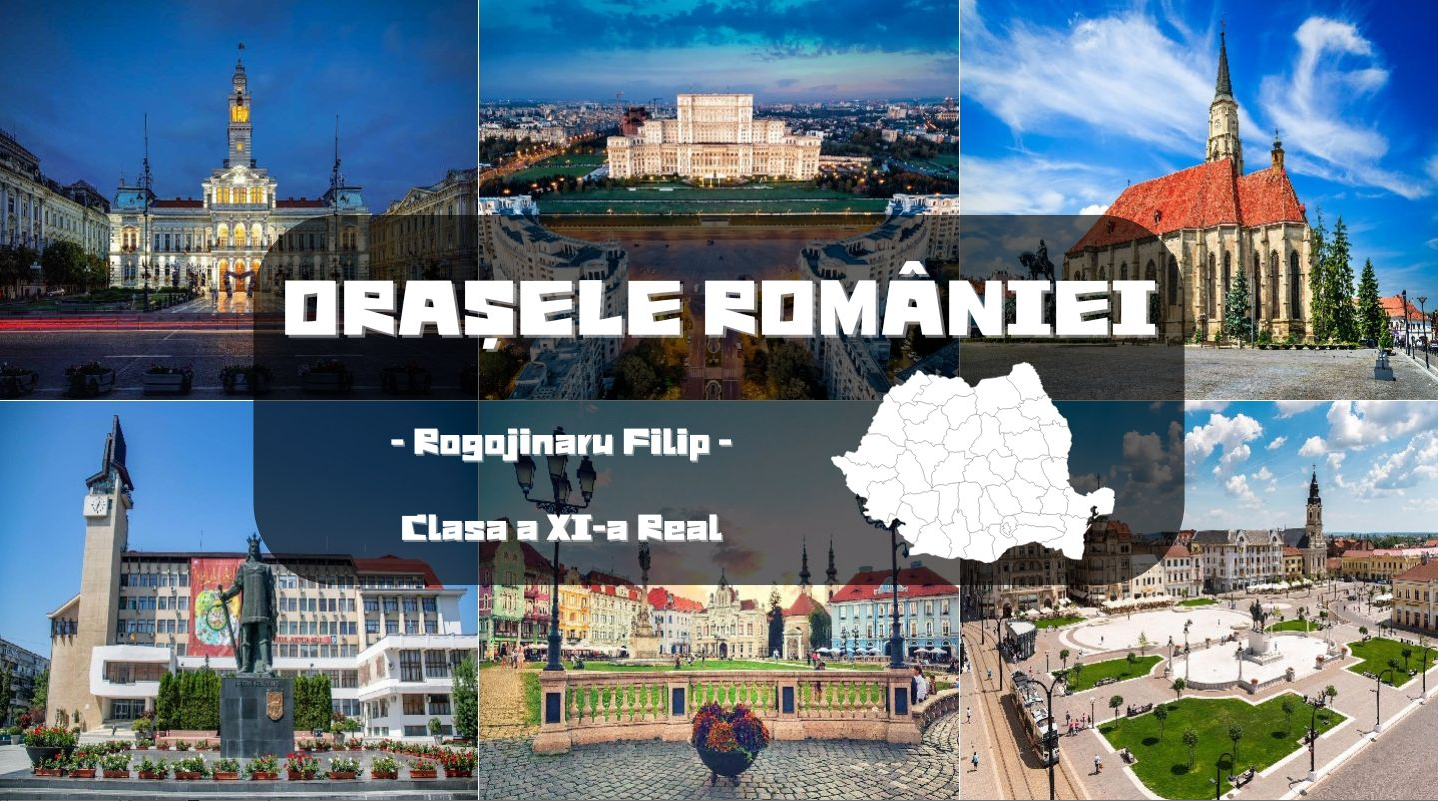 ORAȘELE ROMÂNIEI
- Rogojinaru Filip -
Clasa a XI-a Real